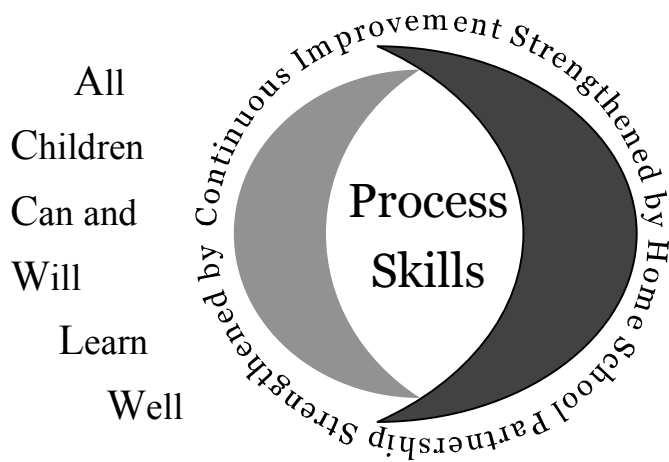 All
Children
Can and
Will
Learn
Well
Strengthened by Continuous Improvement Strengthened by Home School Partnership
Process
Skills